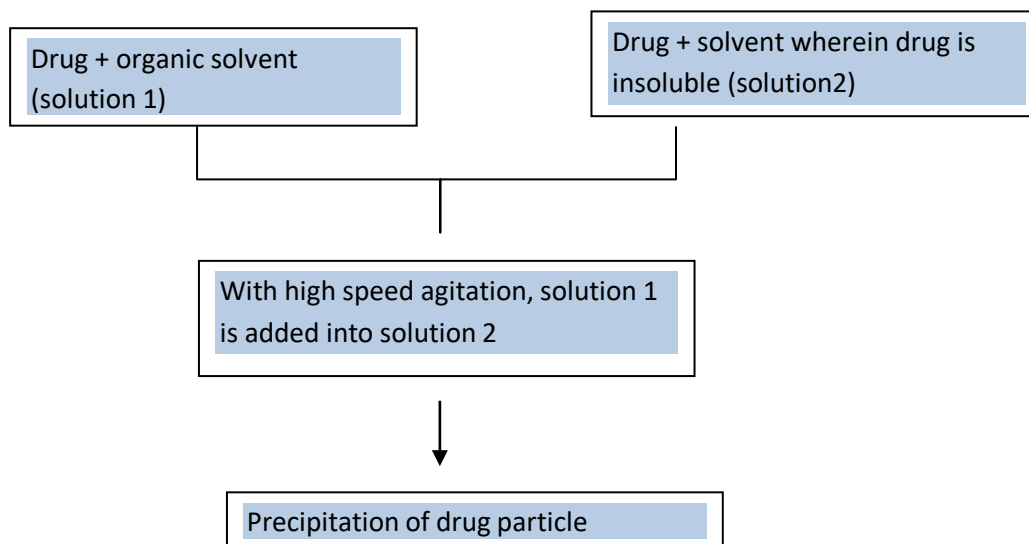 Drug + organic solvent
(solution 1)
Drug + solvent wherein drug is
insoluble (solution2)
With high speed agitation, solution 1
is added into solution 2
Precipitation of drug particle